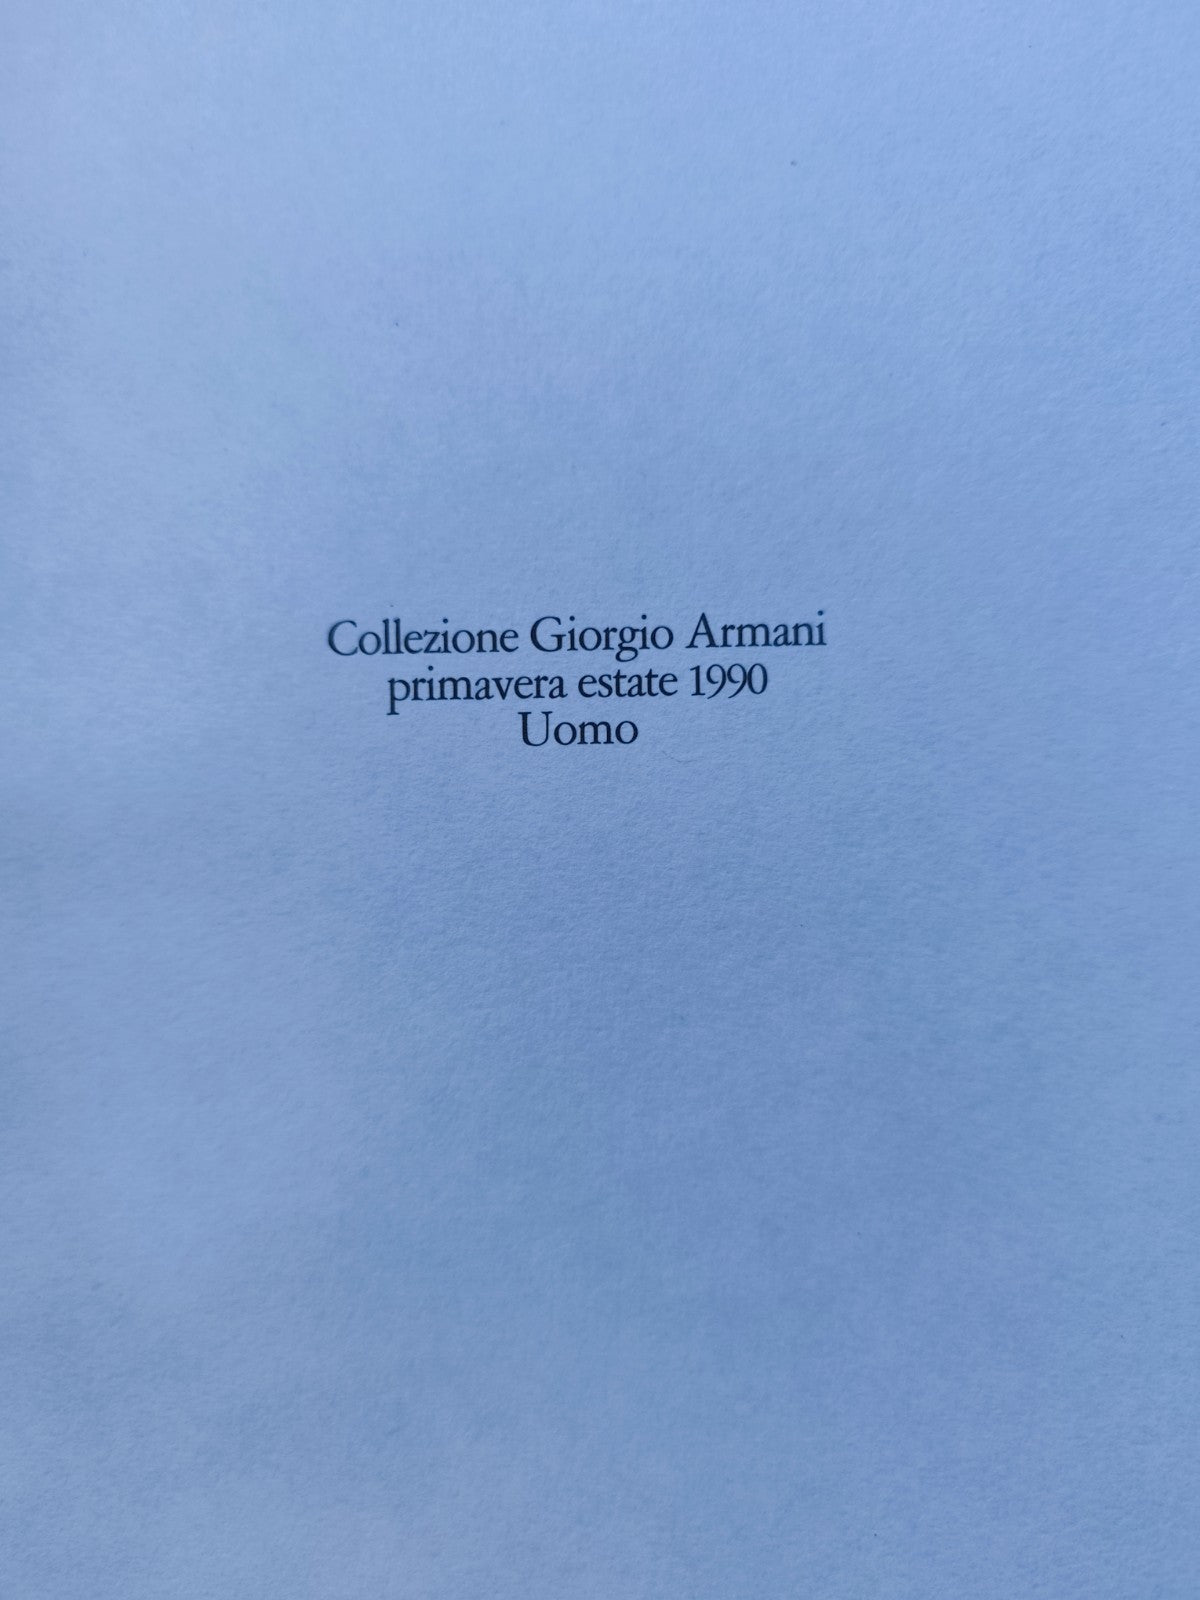 Collezione Giorgio Armani
primavera estate 1990
Uomo